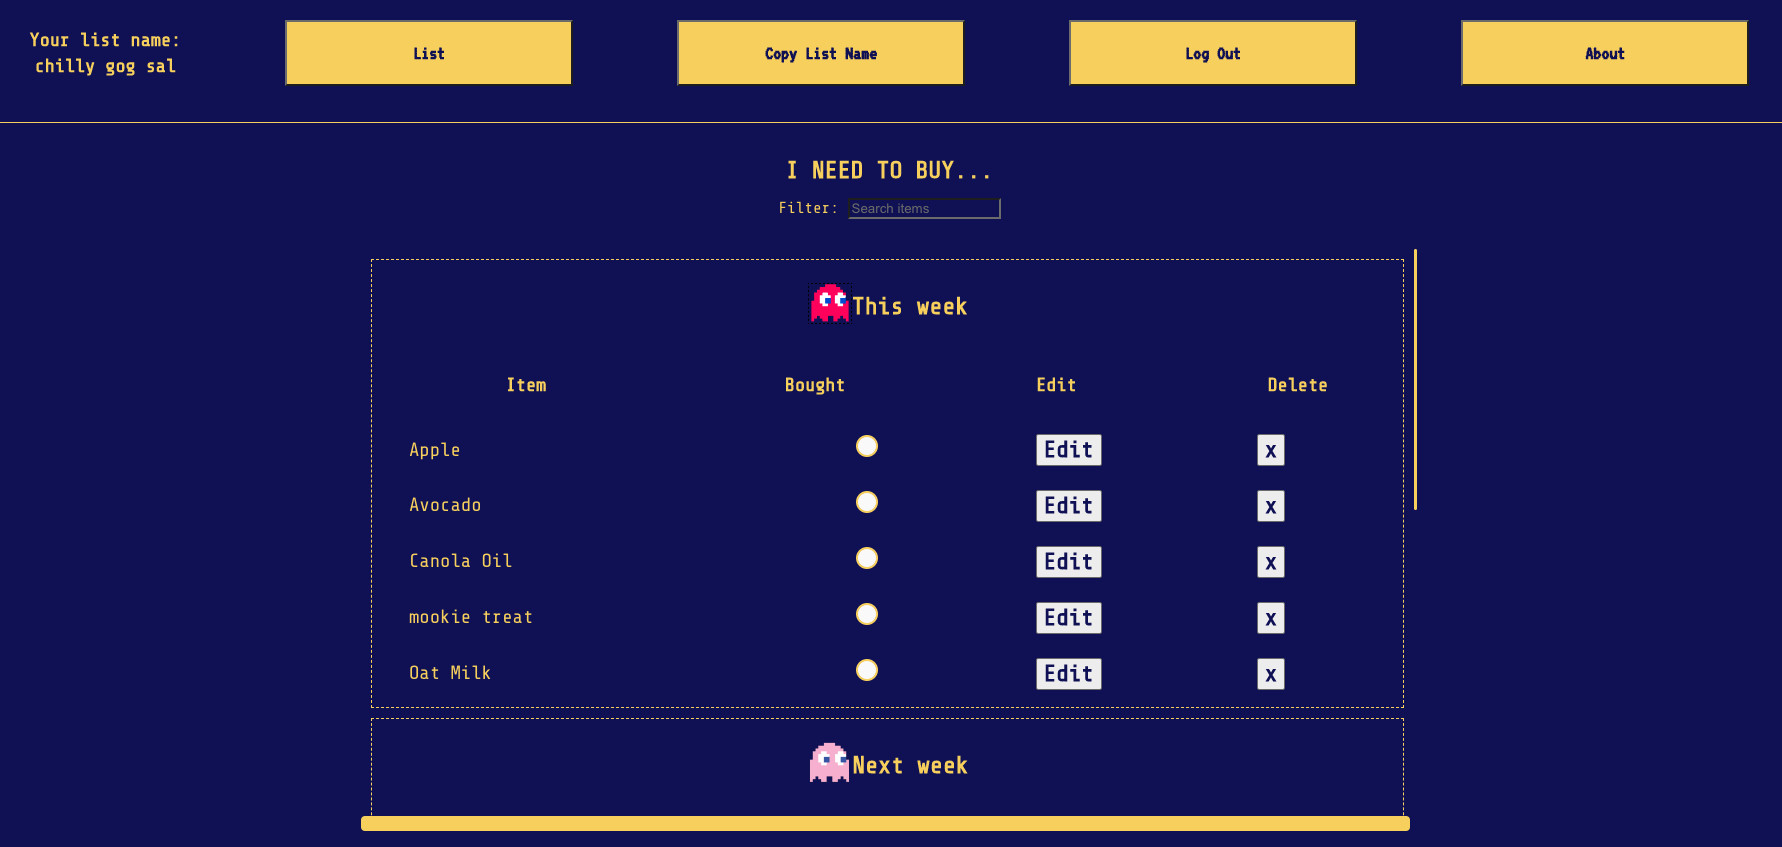 Your list name:
chilly gog sal
List
Copy List Name
Log Out
About
I NEED TO BUY...
Filter: Search items
This week
Item Bought Edit Delete
Apple Edit x
Avocado Edit x
Canola Oil Edit x
mookie treat Edit x
Oat Milk Edit x
Next week